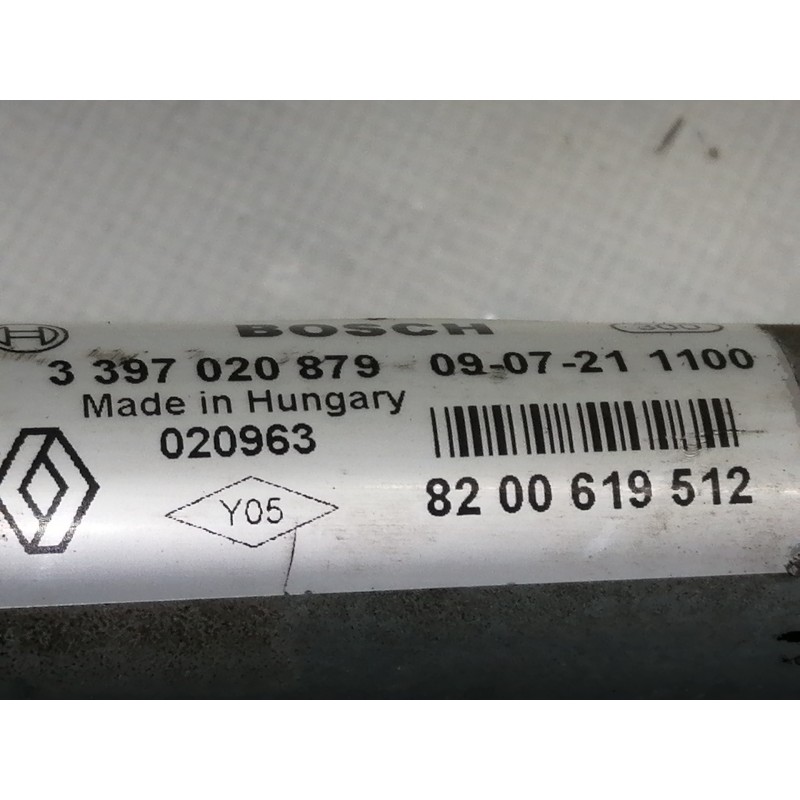 BOSCH
3 397 020 879 09-07-21 1100
Made in Hungary
020963
Y05
82 00 619 512